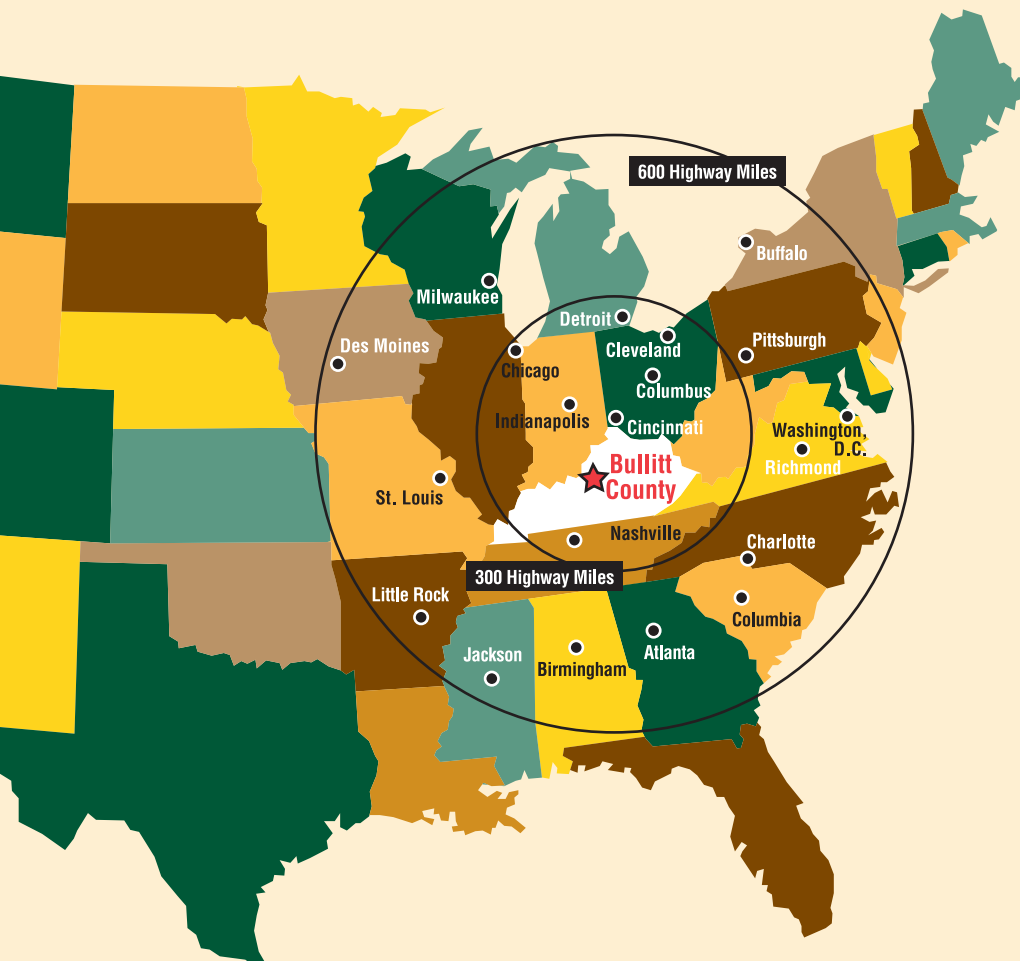 600 Highway Miles
Buffalo
Milwaukee
Detroit
Pittsburgh
Des Moines
Cleveland
Chicago
Columbus
Indianapolis
Cincinnati
Washington,
D.C.
Richmond
Bullitt
County
St. Louis
Nashville
Charlotte
300 Highway Miles
Little Rock
Columbia
Jackson
Atlanta
Birmingham